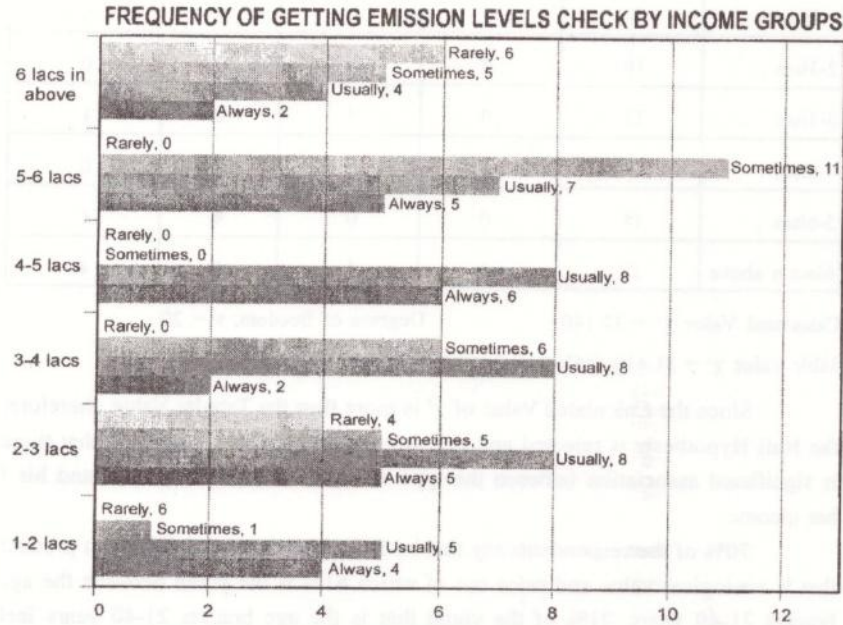 FREQUENCY OF GETTING EMISSION LEVELS CHECK BY INCOME GROUPS
Rarely, 6
6 lacs in
above
Sometimes, 5
Usually, 4
Always, 2
Rarely, 0
5-6 lacs
Sometimes, 11
Usually, 7
Always, 5
Rarely, 0
Sometimes, 0
4-5 lacs
Usually, 8
Always, 6
Rarely, 0
3-4 lacs
Sometimes, 6
Usually, 8
Always, 2
Rarely, 4
2-3 lacs
Sometimes, 5
Usually, 8
Always, 5
Rarely, 6
1-2 lacs
Sometimes, 1
Usually, 5
Always, 4
0 2 4 6 8 10 12